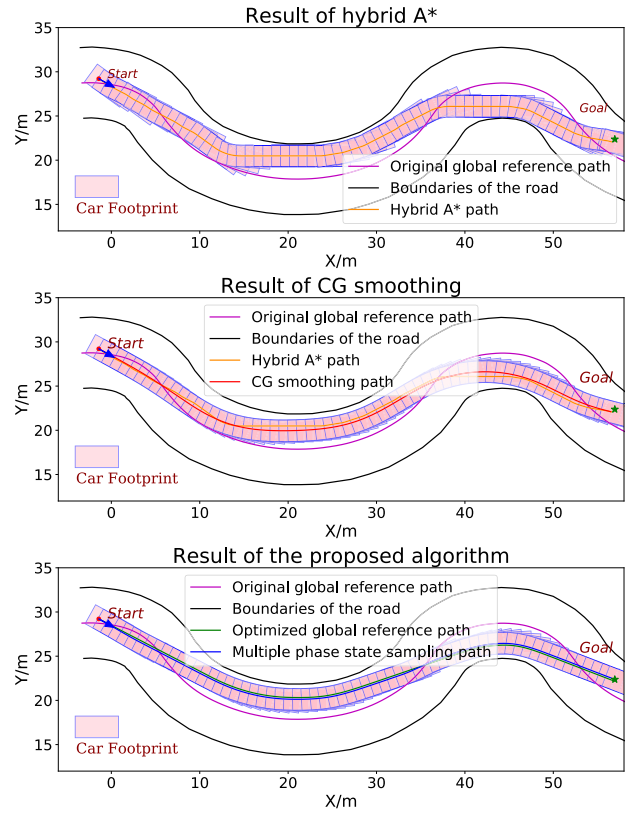 Result of hybrid A*
35
30
25
20
15
Y/m
Start
Goal
Car Footprint
Original global reference path
Boundaries of the road
Hybrid A* path
0 10 20 30 40 50
X/m
Result of CG smoothing
35
30
25
20
15
Y/m
Original global reference path
Boundaries of the road
Hybrid A* path
CG smoothing path
Start
Goal
Car Footprint
0 10 20 30 40 50
X/m
Result of the proposed algorithm
35
30
25
20
15
Y/m
Original global reference path
Boundaries of the road
Optimized global reference path
Multiple phase state sampling path
Start
Goal
Car Footprint
0 10 20 30 40 50
X/m